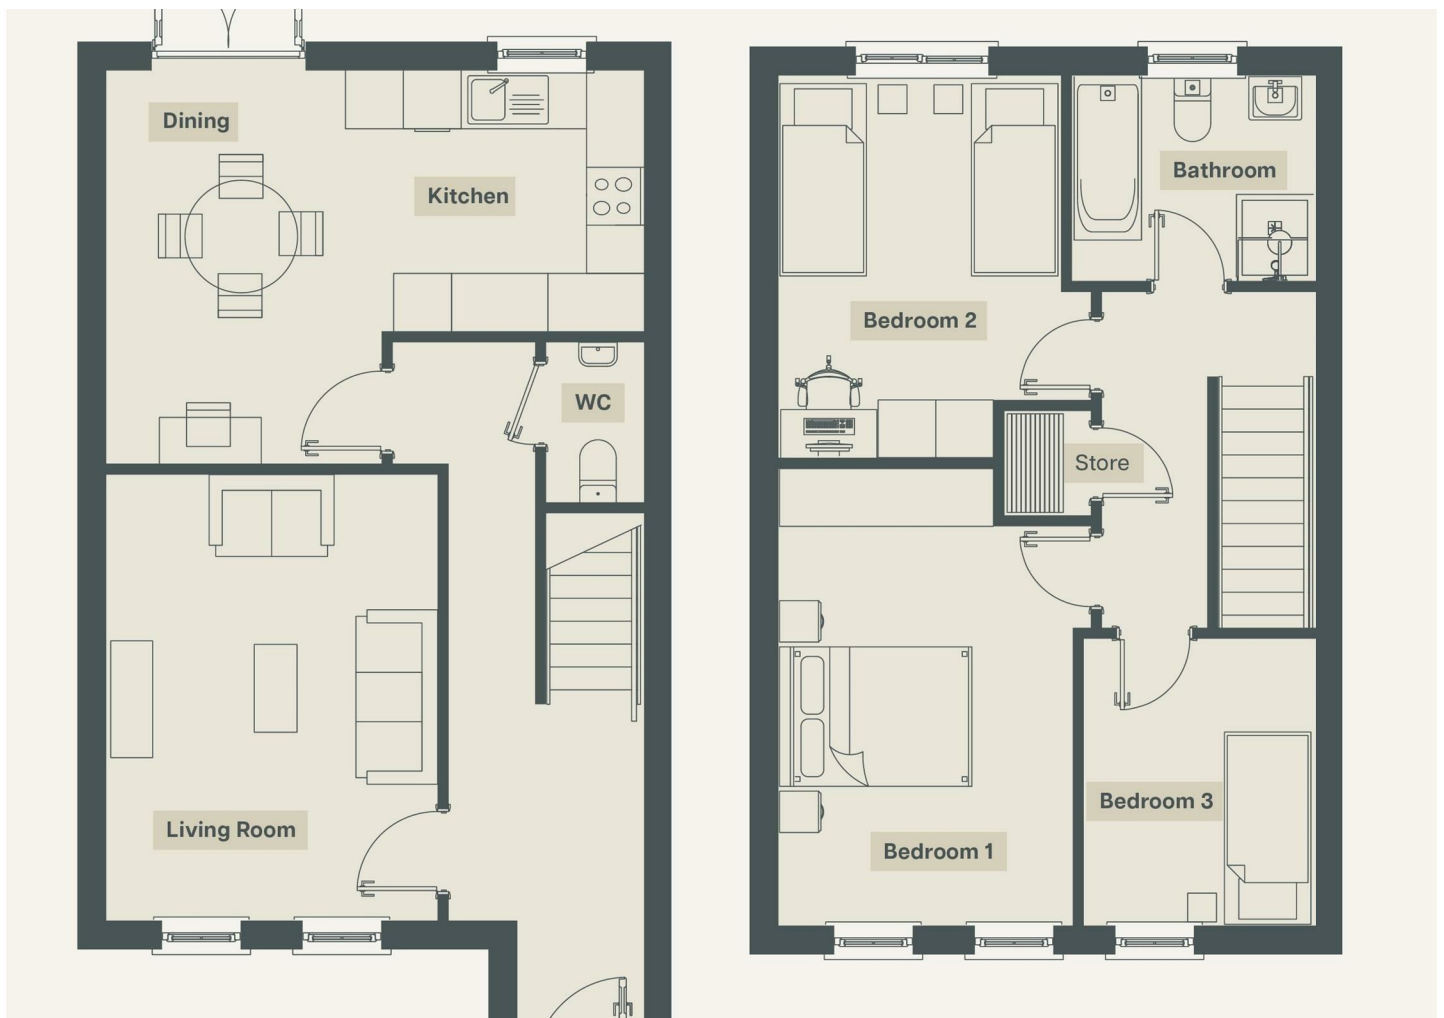 Dining
Kitchen
WC
Living Room
Bathroom
Bedroom 2
Store
Bedroom 3
Bedroom 1